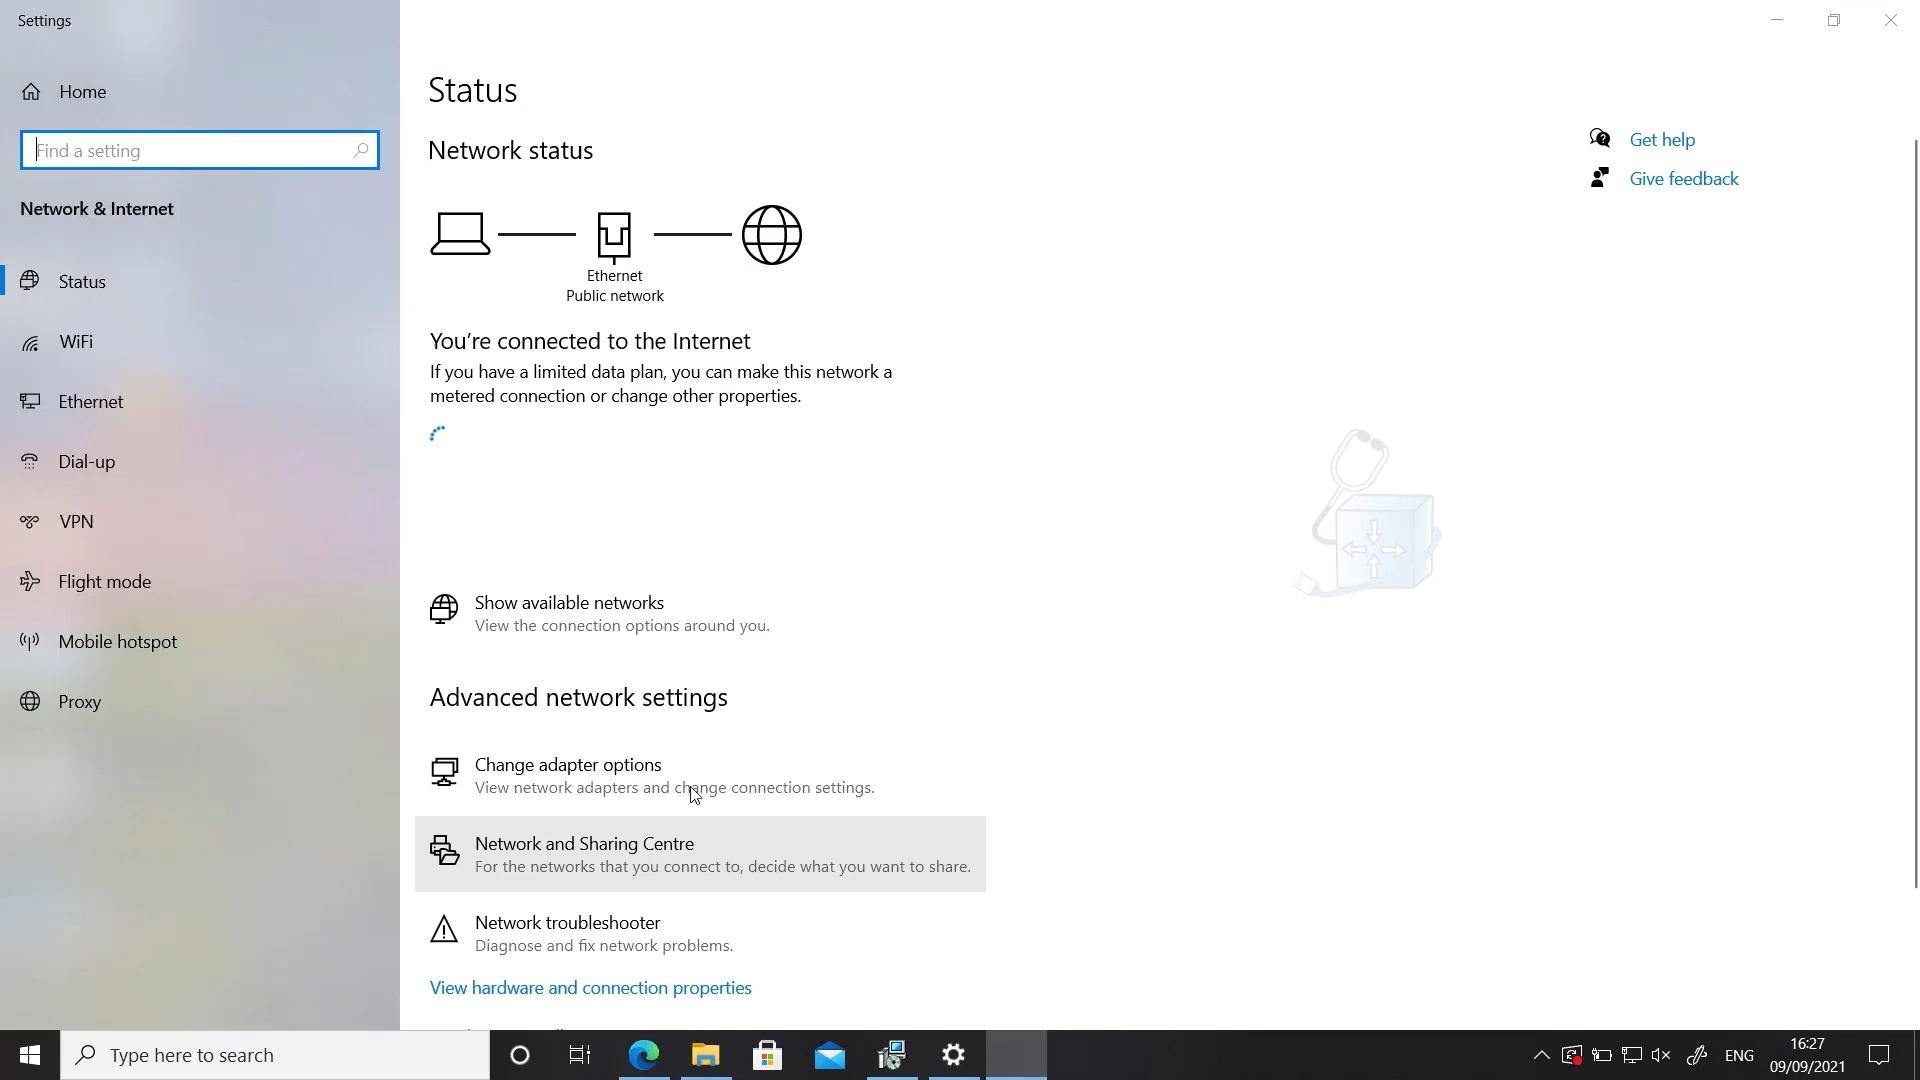 Settings
Home
Find a setting
Network & Internet
Status
WiFi
Ethernet
Dial-up
VPN
Flight mode
Mobile hotspot
Proxy
Status
Network status
Ethernet
Public network
You're connected to the Internet
If you have a limited data plan, you can make this network a
metered connection or change other properties.
Show available networks
View the connection options around you.
Advanced network settings
Change adapter options
View network adapters and change connection settings.
Network and Sharing Centre
For the networks that you connect to, decide what you want to share.
Network troubleshooter
Diagnose and fix network problems.
View hardware and connection properties
Get help
Give feedback
Type here to search
ENG
16:27
09/09/2021